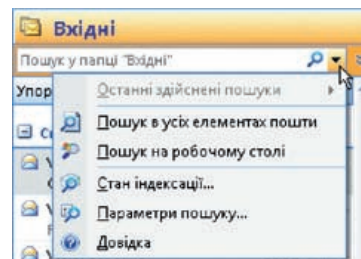 Вхідні
Пошук у папці "Вхідні"
Упор
Останні здійснені пошуки
Пошук в усіх елементах пошти
Пошук на робочому столі
Стан індексації...
Параметри пошуку...
Довідка